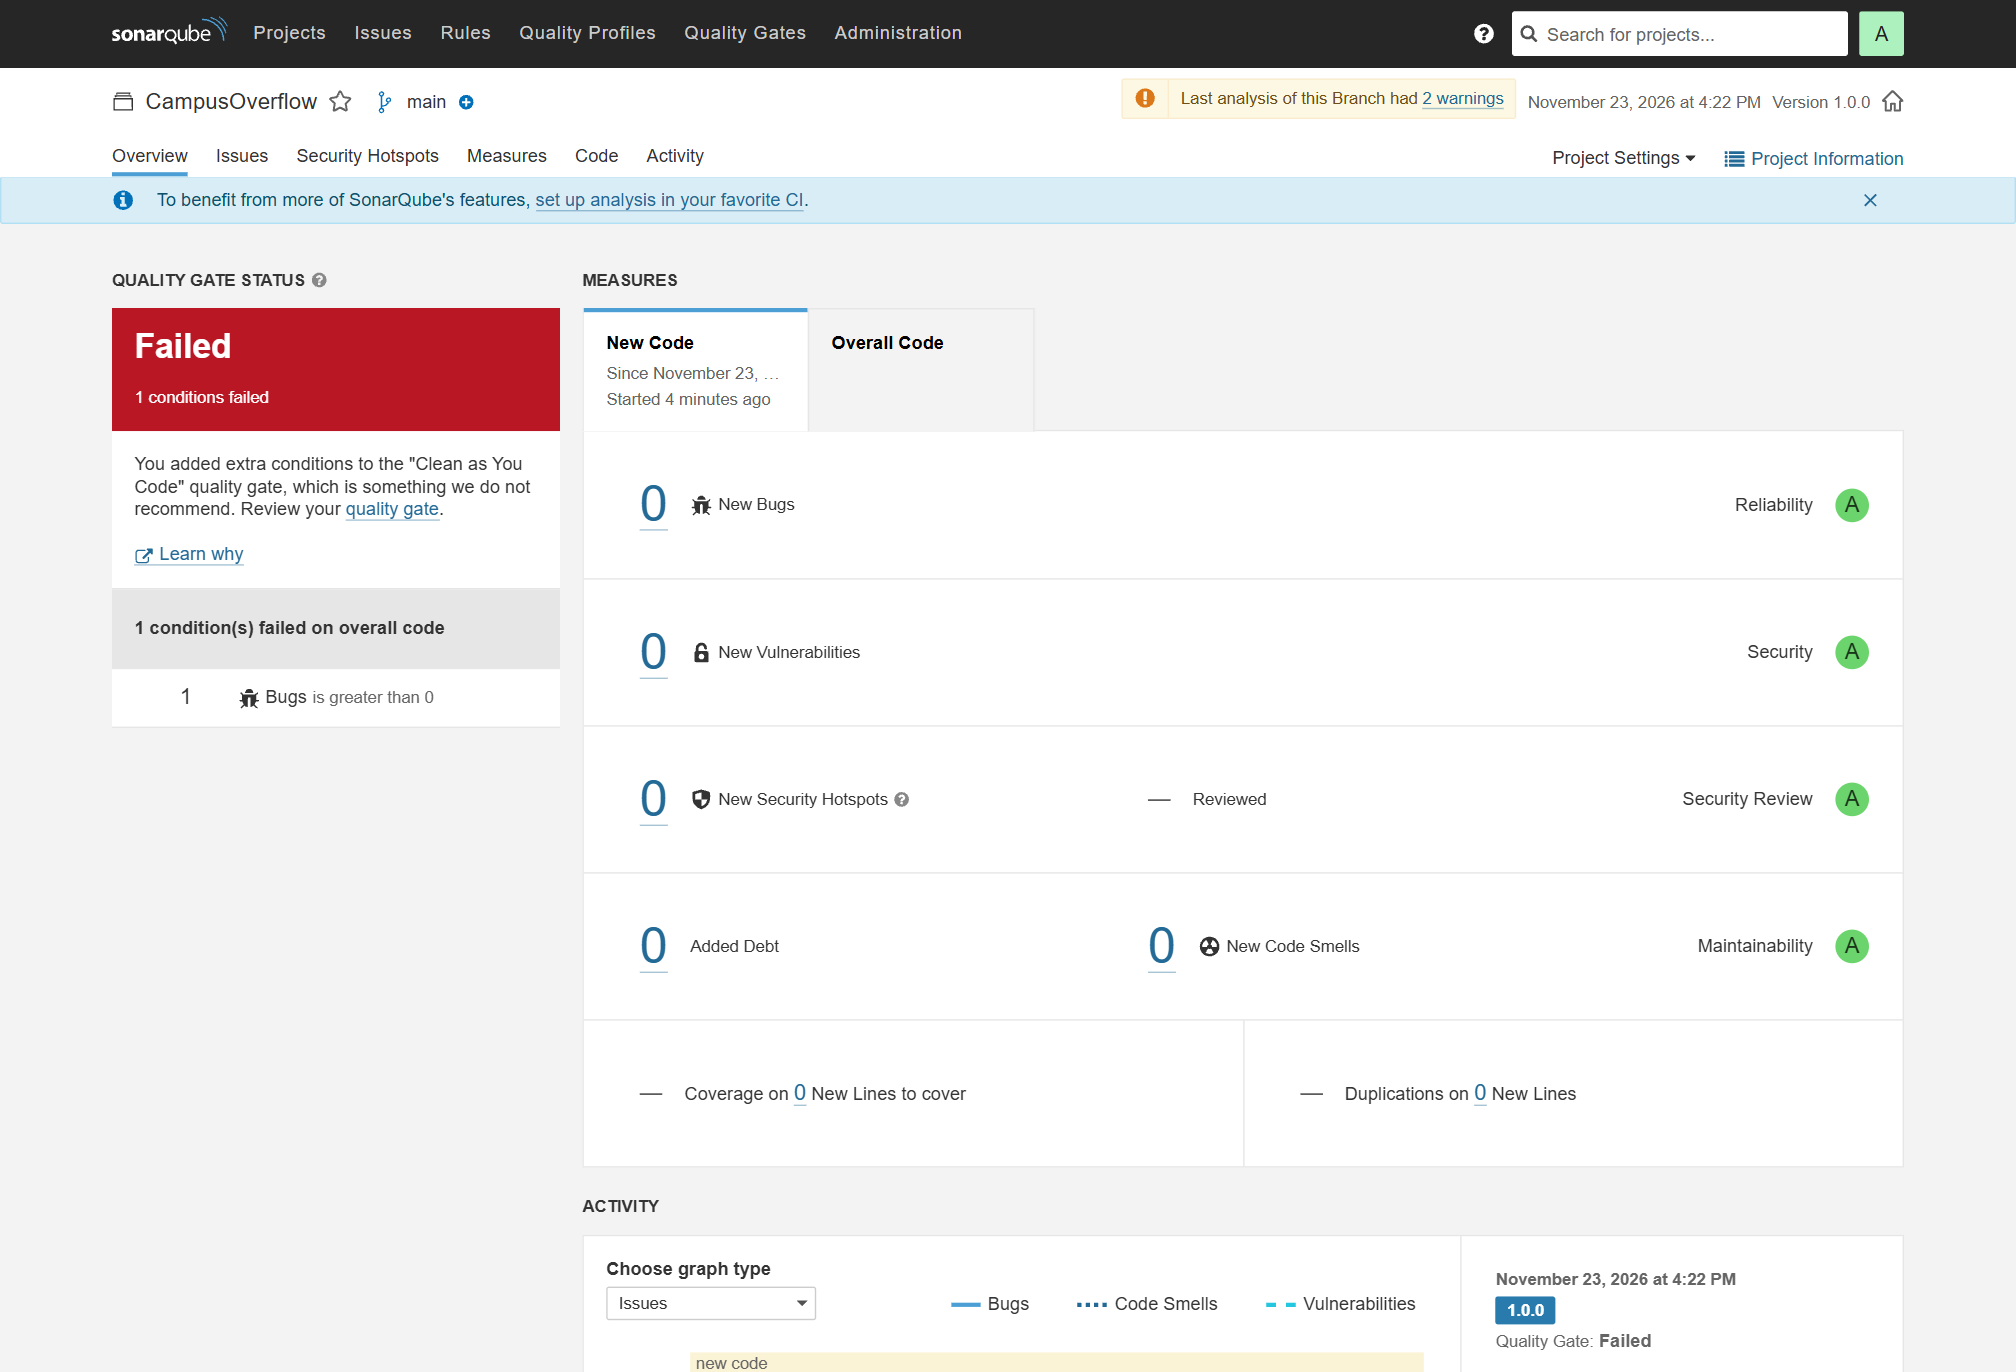 sonarqube Projects Issues Rules Quality Profiles Quality Gates Administration ? Search for projects... A
CampusOverflow main Last analysis of this Branch had 2 warnings November 23, 2026 at 4:22 PM Version 1.0.0
Overview Issues Security Hotspots Measures Code Activity Project Settings Project Information
To benefit from more of SonarQube's features, set up analysis in your favorite CI.
QUALITY GATE STATUS ?
Failed
1 conditions failed
You added extra conditions to the "Clean as You
Code" quality gate, which is something we do not
recommend. Review your quality gate.
Learn why
1 condition(s) failed on overall code
1 Bugs is greater than 0
MEASURES
New Code
Since November 23, ...
Started 4 minutes ago
Overall Code
0 New Bugs Reliability A
0 New Vulnerabilities Security A
0 New Security Hotspots ? — Reviewed Security Review A
0 Added Debt 0 New Code Smells Maintainability A
— Coverage on 0 New Lines to cover — Duplications on 0 New Lines
ACTIVITY
Choose graph type
Issues Bugs Code Smells Vulnerabilities
new code
November 23, 2026 at 4:22 PM
1.0.0
Quality Gate: Failed